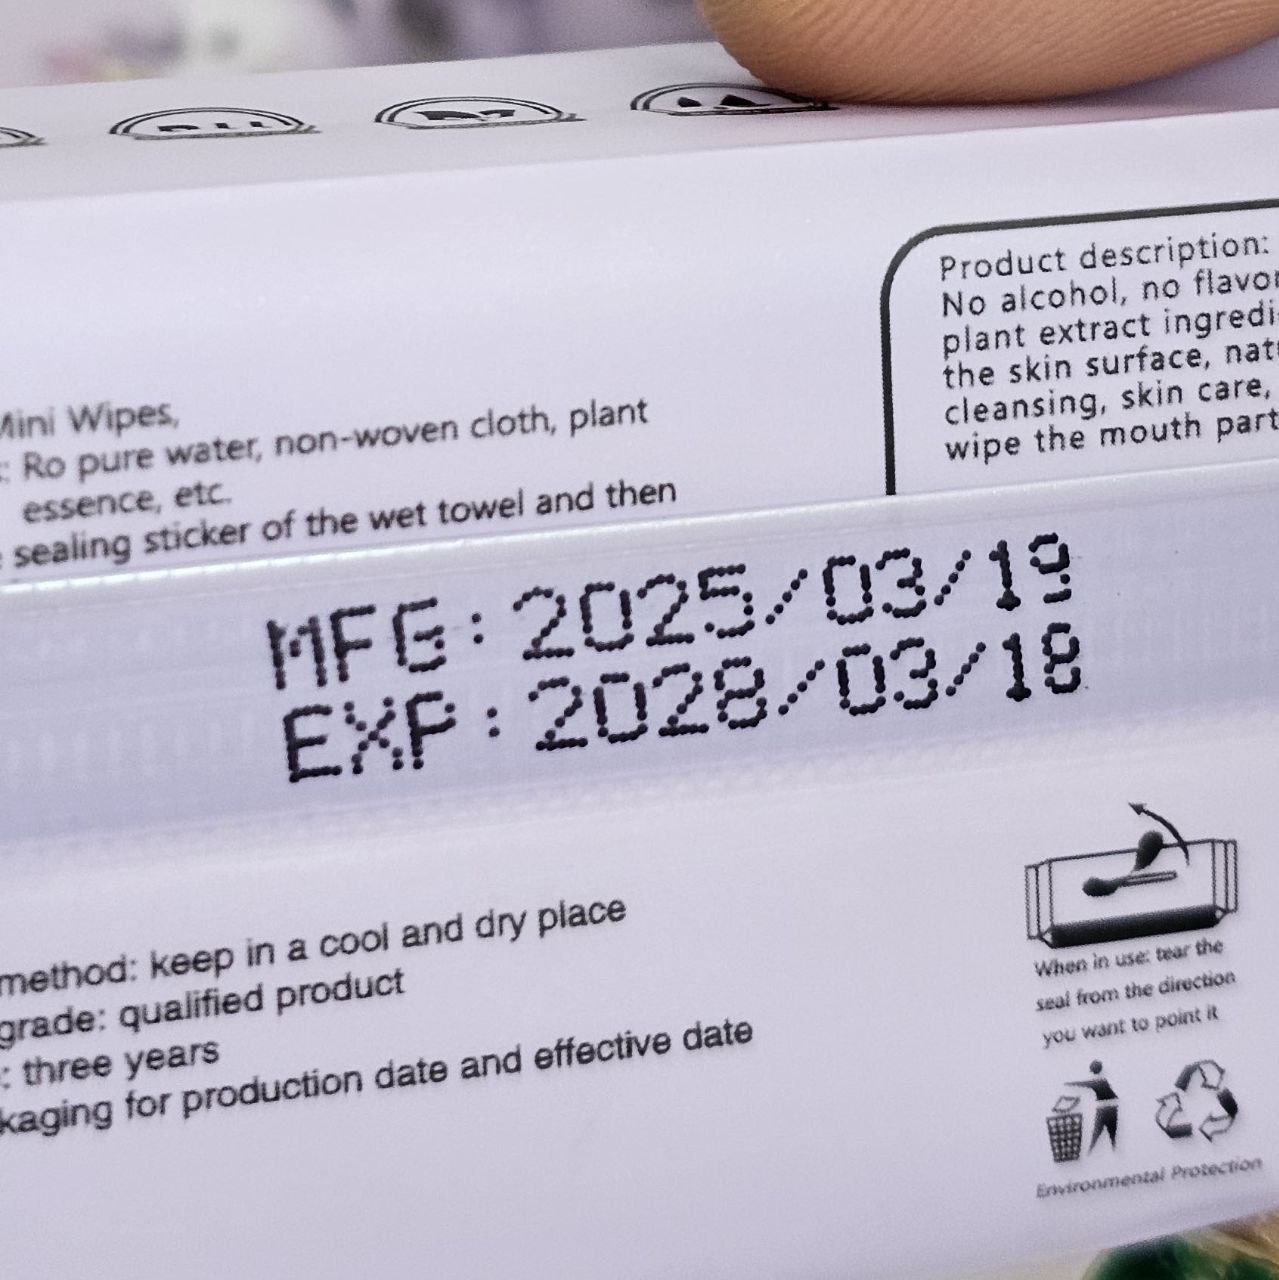 Mini Wipes,
: Ro pure water, non-woven cloth, plant
essence, etc.
sealing sticker of the wet towel and then
Product description:
No alcohol, no flavor
plant extract ingredi
the skin surface, natu
cleansing, skin care,
wipe the mouth part
MFG: 2025/03/19
EXP: 2028/03/18
method: keep in a cool and dry place
grade: qualified product
: three years
kaging for production date and effective date
When in use: tear the
seal from the direction
you want to point it
Environmental Protection